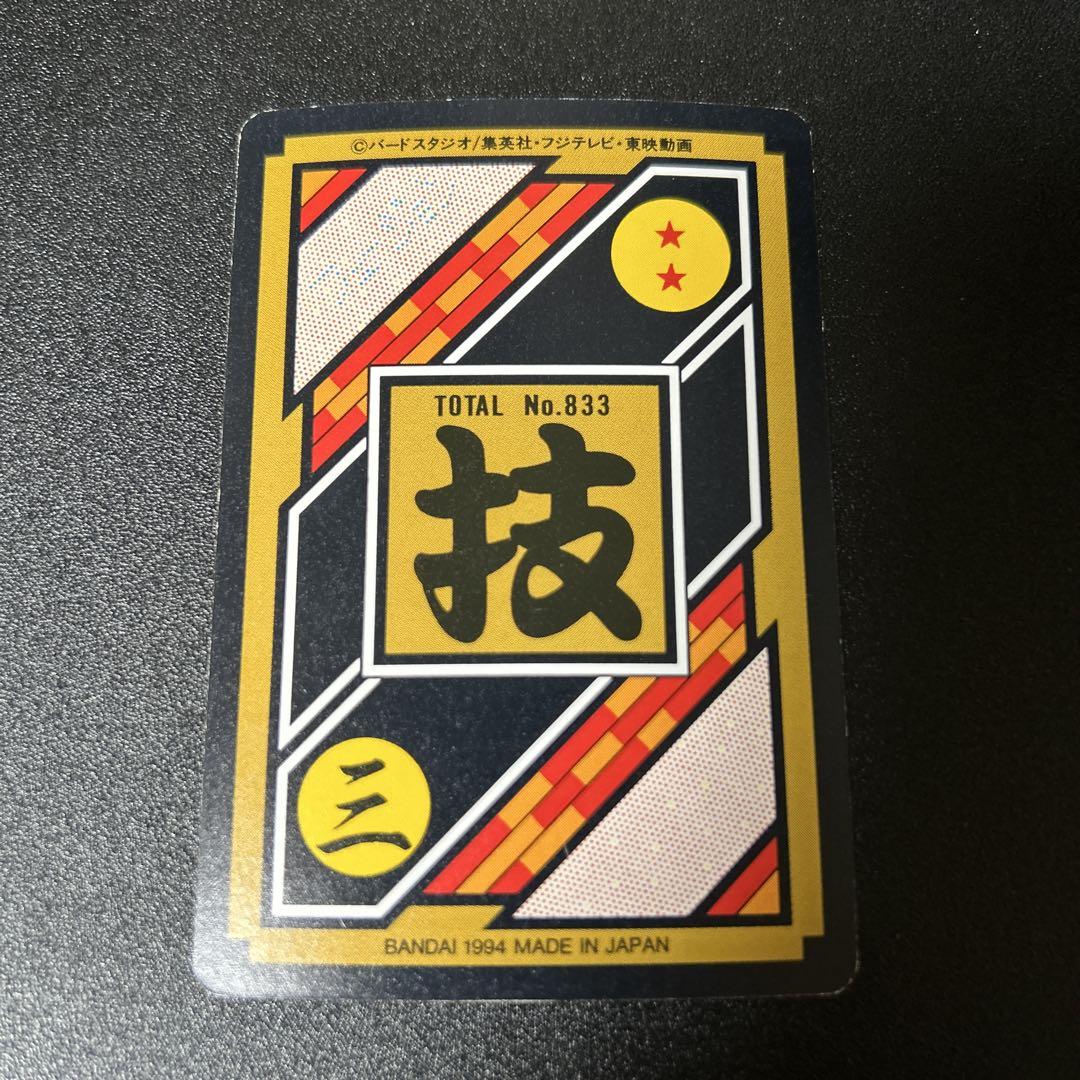 ©バードスタジオ/集英社・フジテレビ・東映動画
TOTAL No.833
技
三
BANDAI 1994 MADE IN JAPAN